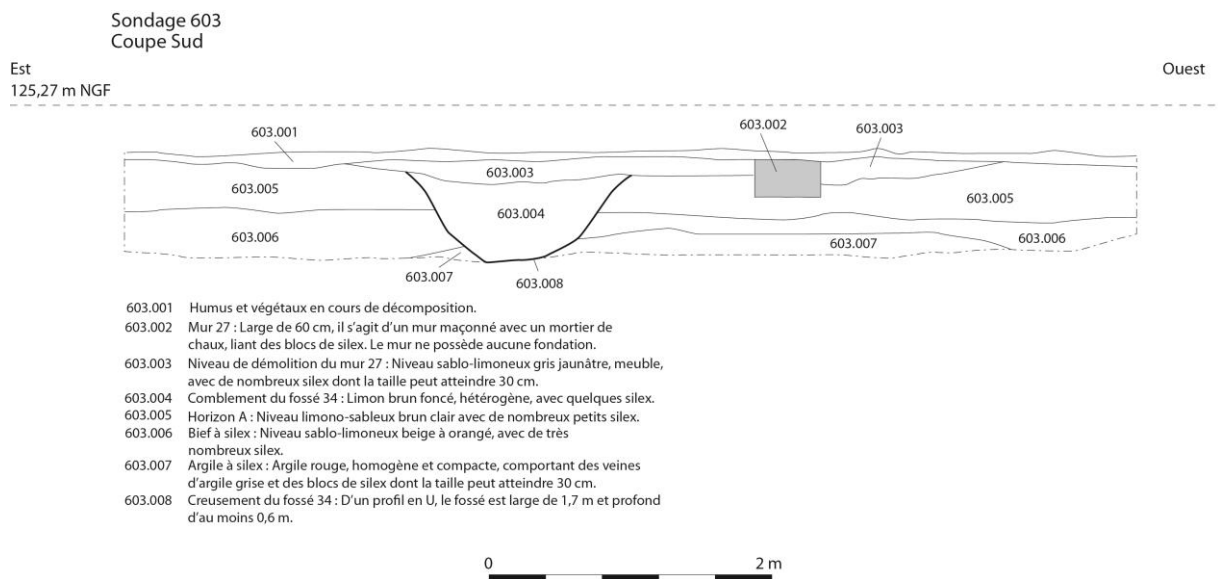 Sondage 603
Coupe Sud
Est
Ouest
125,27 m NGF
603.001
603.002
603.003
603.003
603.005
603.004
603.005
603.006
603.007
603.006
603.007
603.008
603.001 Humus et végétaux en cours de décomposition.
603.002 Mur 27 : Large de 60 cm, il s'agit d'un mur maçonné avec un mortier de
chaux, liant des blocs de silex. Le mur ne possède aucune fondation.
603.003 Niveau de démolition du mur 27 : Niveau sablo-limoneux gris jaunâtre, meuble,
avec de nombreux silex dont la taille peut atteindre 30 cm.
603.004 Comblement du fossé 34 : Limon brun foncé, hétérogène, avec quelques silex.
603.005 Horizon A : Niveau limono-sableux brun clair avec de nombreux petits silex.
603.006 Bief à silex : Niveau sablo-limoneux beige à orangé, avec de très
nombreux silex.
603.007 Argile à silex : Argile rouge, homogène et compacte, comportant des veines
d'argile grise et des blocs de silex dont la taille peut atteindre 30 cm.
603.008 Creusement du fossé 34 : D'un profil en U, le fossé est large de 1,7 m et profond
d'au moins 0,6 m.
0 2 m